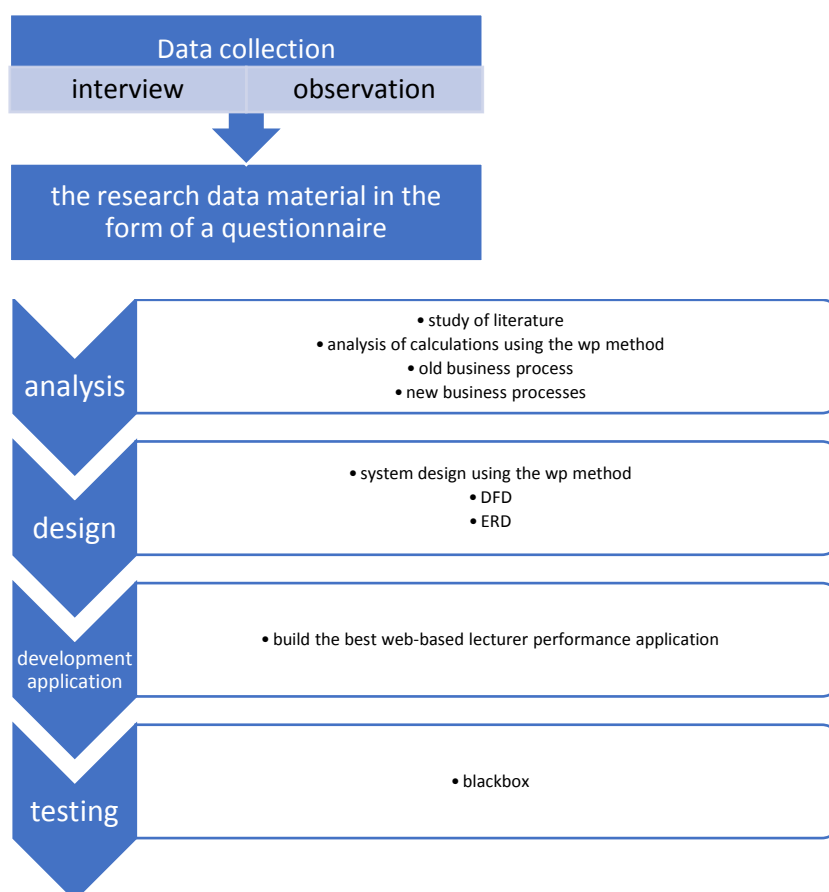 Data collection
interview
observation
the research data material in the
form of a questionnaire
analysis
• study of literature
• analysis of calculations using the wp method
• old business process
• new business processes
design
• system design using the wp method
• DFD
• ERD
development
application
• build the best web-based lecturer performance application
testing
• blackbox